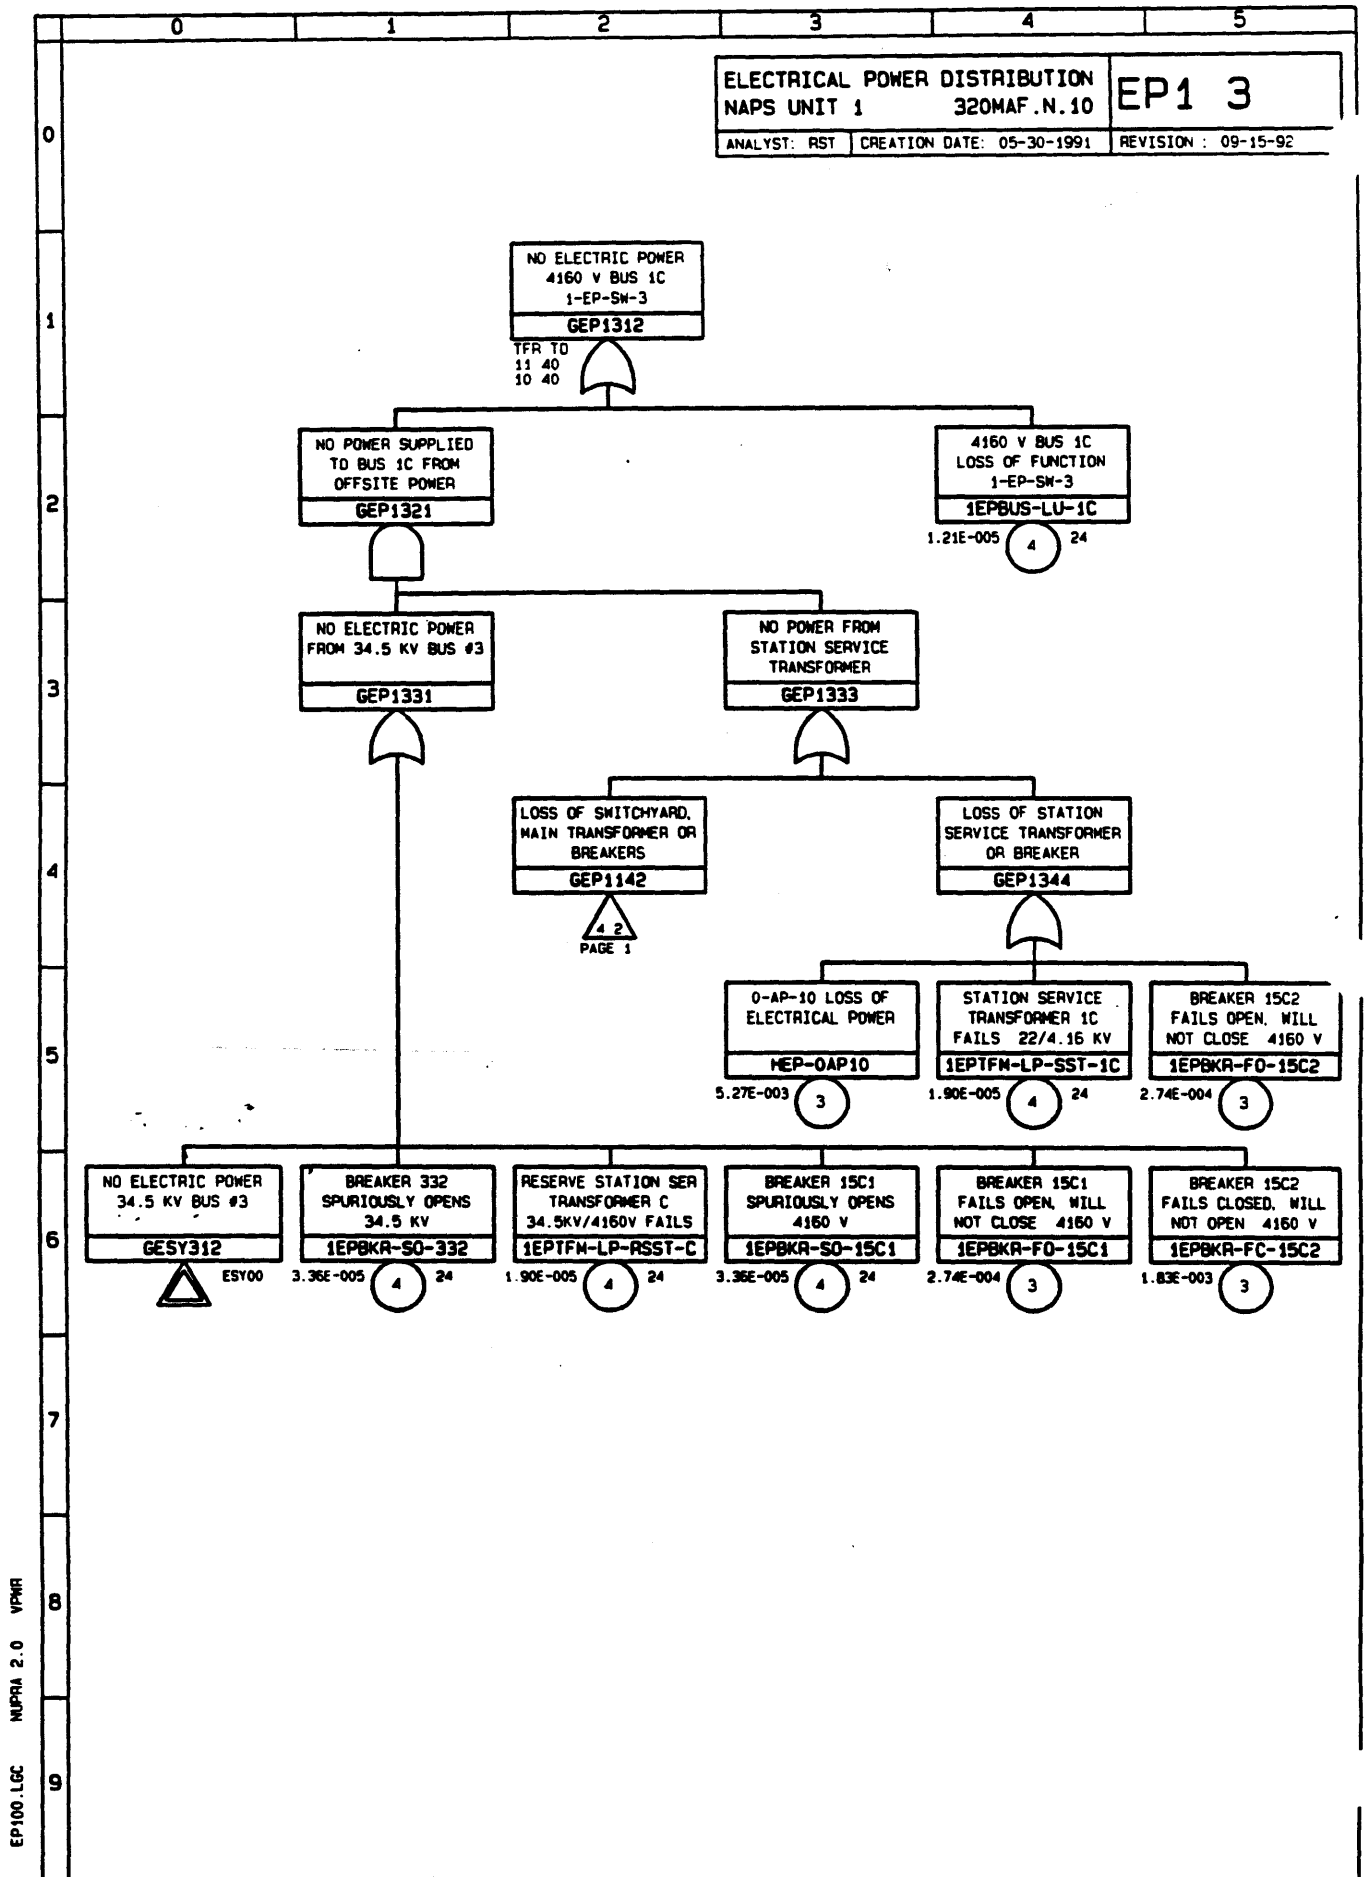 0 1 2 3 4 5
ELECTRICAL POWER DISTRIBUTION
NAPS UNIT 1 320MAF.N.10
EP1 3
ANALYST: RST CREATION DATE: 05-30-1991 REVISION : 09-15-92
0
NO ELECTRIC POWER
4160 V BUS 1C
1-EP-SW-3
GEP1312
TFR TO
11 40
10 40
1
NO POWER SUPPLIED
TO BUS 1C FROM
OFFSITE POWER
GEP1321
4160 V BUS 1C
LOSS OF FUNCTION
1-EP-SW-3
1EPBUS-LU-1C
1.21E-005 4 24
2
NO ELECTRIC POWER
FROM 34.5 KV BUS #3
GEP1331
NO POWER FROM
STATION SERVICE
TRANSFORMER
GEP1333
3
LOSS OF SWITCHYARD,
MAIN TRANSFORMER OR
BREAKERS
GEP1142
4 2
PAGE 1
LOSS OF STATION
SERVICE TRANSFORMER
OR BREAKER
GEP1344
4
0-AP-10 LOSS OF
ELECTRICAL POWER
HEP-0AP10
5.27E-003 3
STATION SERVICE
TRANSFORMER 1C
FAILS 22/4.16 KV
1EPTFM-LP-SST-1C
1.90E-005 4 24
BREAKER 15C2
FAILS OPEN, WILL
NOT CLOSE 4160 V
1EPBKR-FO-15C2
2.74E-004 3
5
NO ELECTRIC POWER
34.5 KV BUS #3
GESY312
ESY00
BREAKER 332
SPURIOUSLY OPENS
34.5 KV
1EPBKR-SO-332
3.36E-005 4 24
RESERVE STATION SER
TRANSFORMER C
34.5KV/4160V FAILS
1EPTFM-LP-RSST-C
1.90E-005 4 24
BREAKER 15C1
SPURIOUSLY OPENS
4160 V
1EPBKR-SO-15C1
3.36E-005 4 24
BREAKER 15C1
FAILS OPEN, WILL
NOT CLOSE 4160 V
1EPBKR-FO-15C1
2.74E-004 3
BREAKER 15C2
FAILS CLOSED, WILL
NOT OPEN 4160 V
1EPBKR-FC-15C2
1.83E-003 3
6
7
8
9
EP100.LGC NUPRA 2.0 VPWR